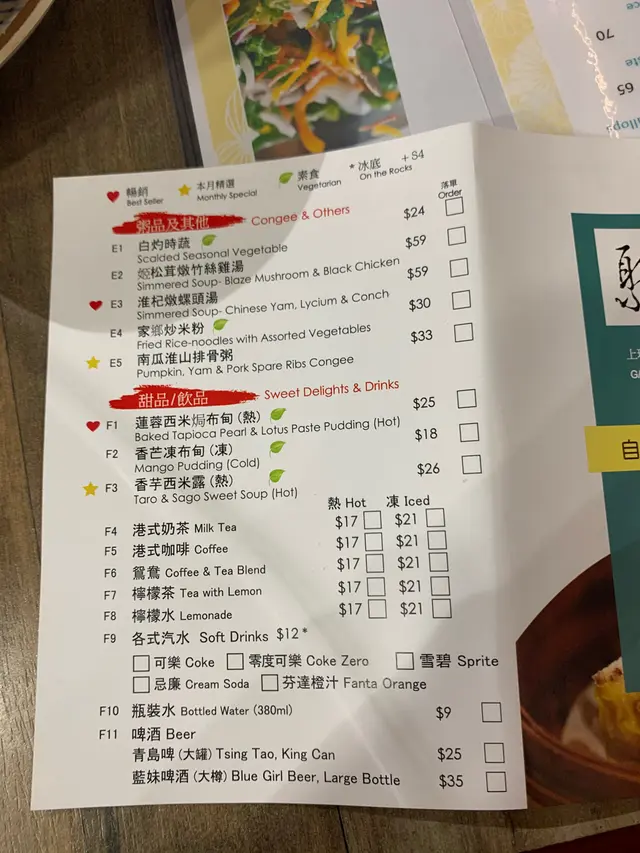 70
65
暢銷
Best Seller
本月精選
Monthly Special
素食
Vegetarian
*冰底 +$4
On the Rocks
落單
Order
粥品及其他 Congee & Others
E1 白灼時蔬 $24
Scalded Seasonal Vegetable
E2 姬松茸燉竹絲雞湯 $59
Simmered Soup- Blaze Mushroom & Black Chicken
E3 淮杞燉螺頭湯 $59
Simmered Soup- Chinese Yam, Lycium & Conch
E4 家鄉炒米粉 $30
Fried Rice-noodles with Assorted Vegetables
E5 南瓜淮山排骨粥 $33
Pumpkin, Yam & Pork Spare Ribs Congee
甜品/飲品 Sweet Delights & Drinks
F1 蓮蓉西米焗布甸 (熱) $25
Baked Tapioca Pearl & Lotus Paste Pudding (Hot)
F2 香芒凍布甸 (凍) $18
Mango Pudding (Cold)
F3 香芋西米露 (熱) $26
Taro & Sago Sweet Soup (Hot)
熱 Hot 凍 Iced
F4 港式奶茶 Milk Tea $17 $21
F5 港式咖啡 Coffee $17 $21
F6 鴛鴦 Coffee & Tea Blend $17 $21
F7 檸檬茶 Tea with Lemon $17 $21
F8 檸檬水 Lemonade $17 $21
F9 各式汽水 Soft Drinks $12*
可樂 Coke 零度可樂 Coke Zero 雪碧 Sprite
忌廉 Cream Soda 芬達橙汁 Fanta Orange
F10 瓶裝水 Bottled Water (380ml) $9
F11 啤酒 Beer
青島啤 (大罐) Tsing Tao, King Can $25
藍妹啤酒 (大樽) Blue Girl Beer, Large Bottle $35
自